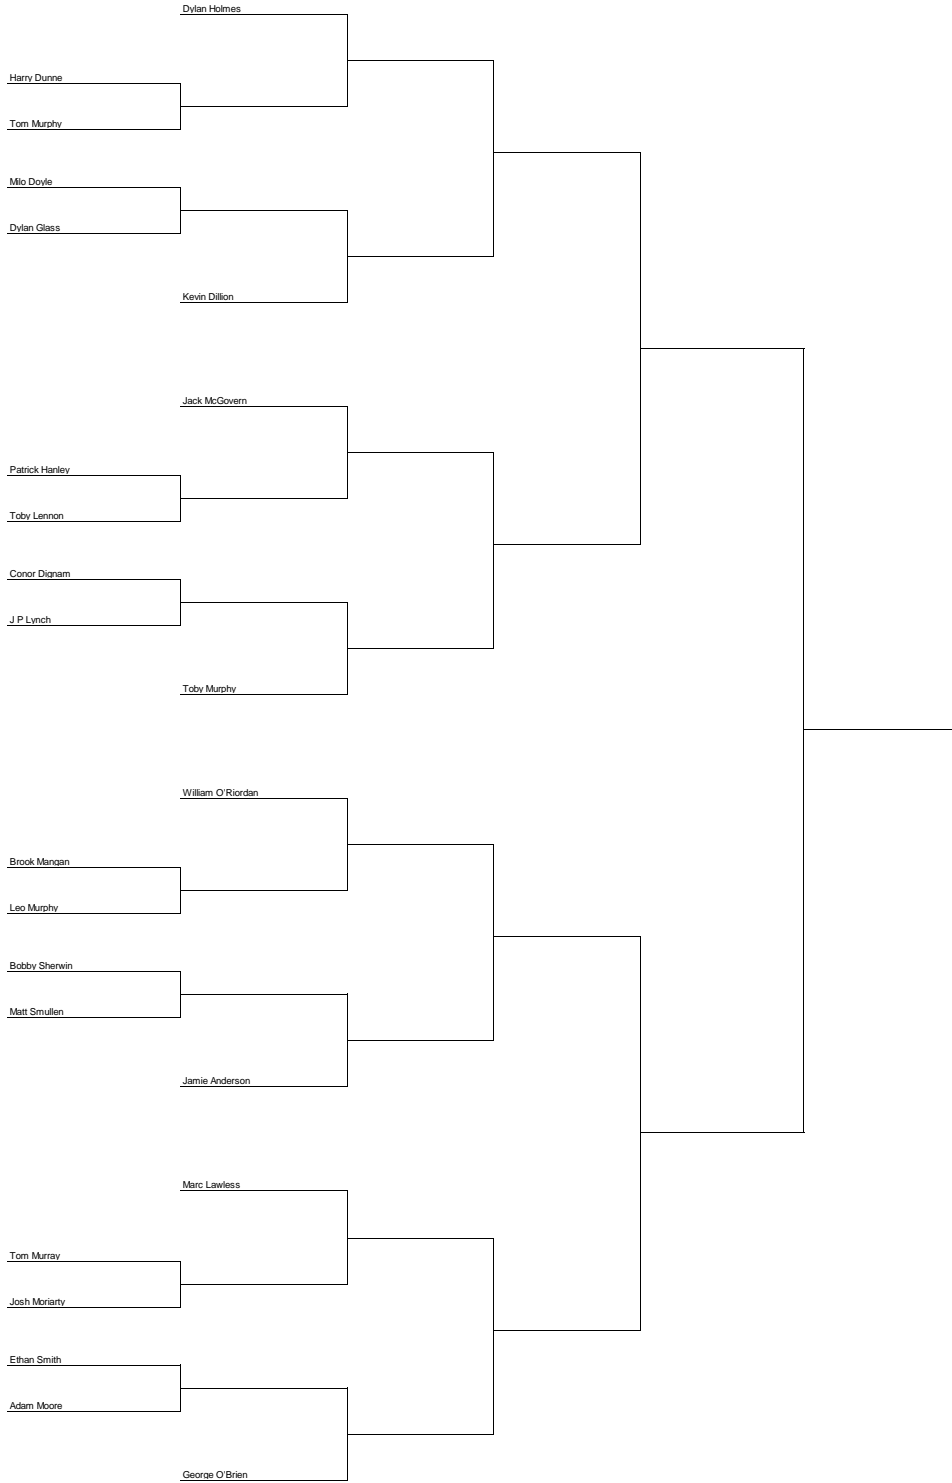 Dylan Holmes
Harry Dunne
Tom Murphy
Milo Doyle
Dylan Glass
Kevin Dillion
Jack McGovern
Patrick Hanley
Toby Lennon
Conor Dignam
J P Lynch
Toby Murphy
William O'Riordan
Brook Mangan
Leo Murphy
Bobby Sherwin
Matt Smullen
Jamie Anderson
Marc Lawless
Tom Murray
Josh Moriarty
Ethan Smith
Adam Moore
George O'Brien